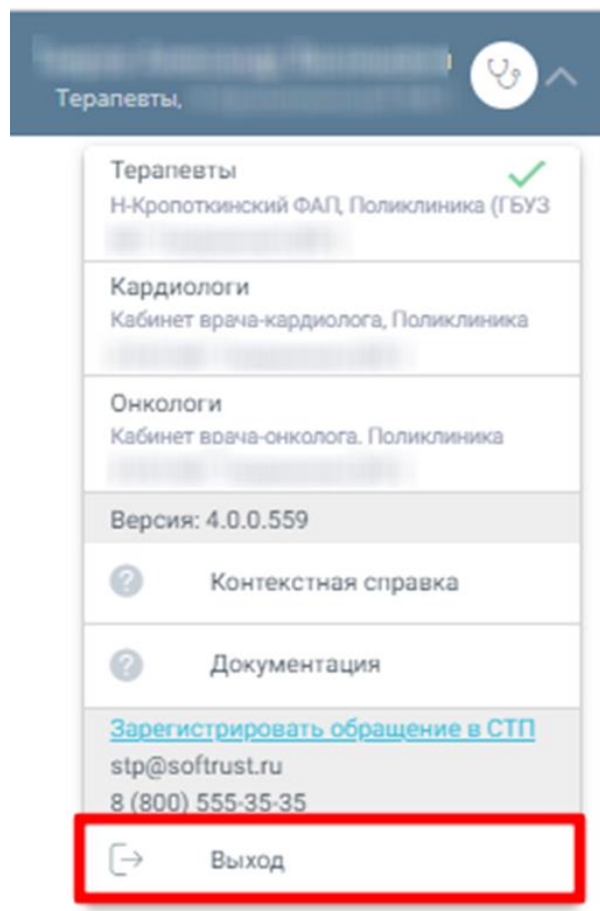 Терапевты,
Терапевты
Н-Кропоткинский ФАП, Поликлиника (ГБУЗ
Кардиологи
Кабинет врача-кардиолога, Поликлиника
Онкологи
Кабинет врача-онколога. Поликлиника
Версия: 4.0.0.559
Контекстная справка
Документация
Зарегистрировать обращение в СТП
stp@softrust.ru
8 (800) 555-35-35
Выход